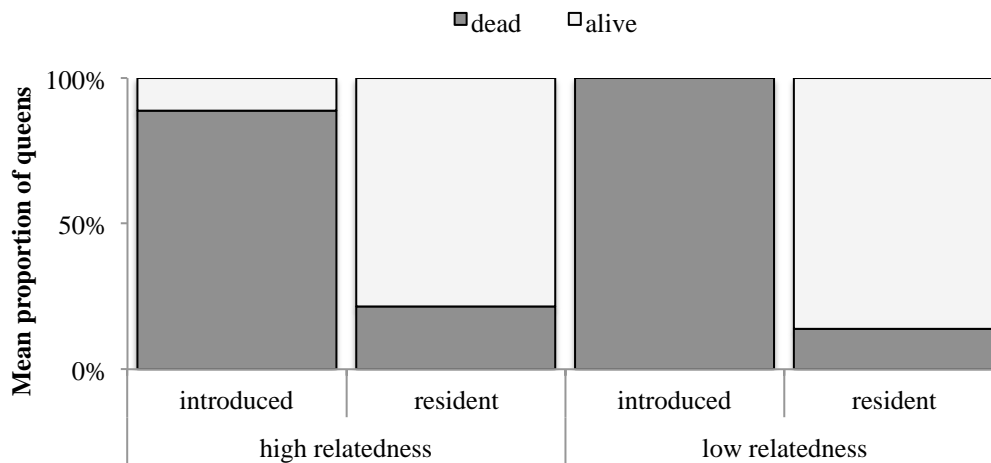 dead alive
Mean proportion of queens
100%
50%
0%
introduced resident introduced resident
high relatedness low relatedness